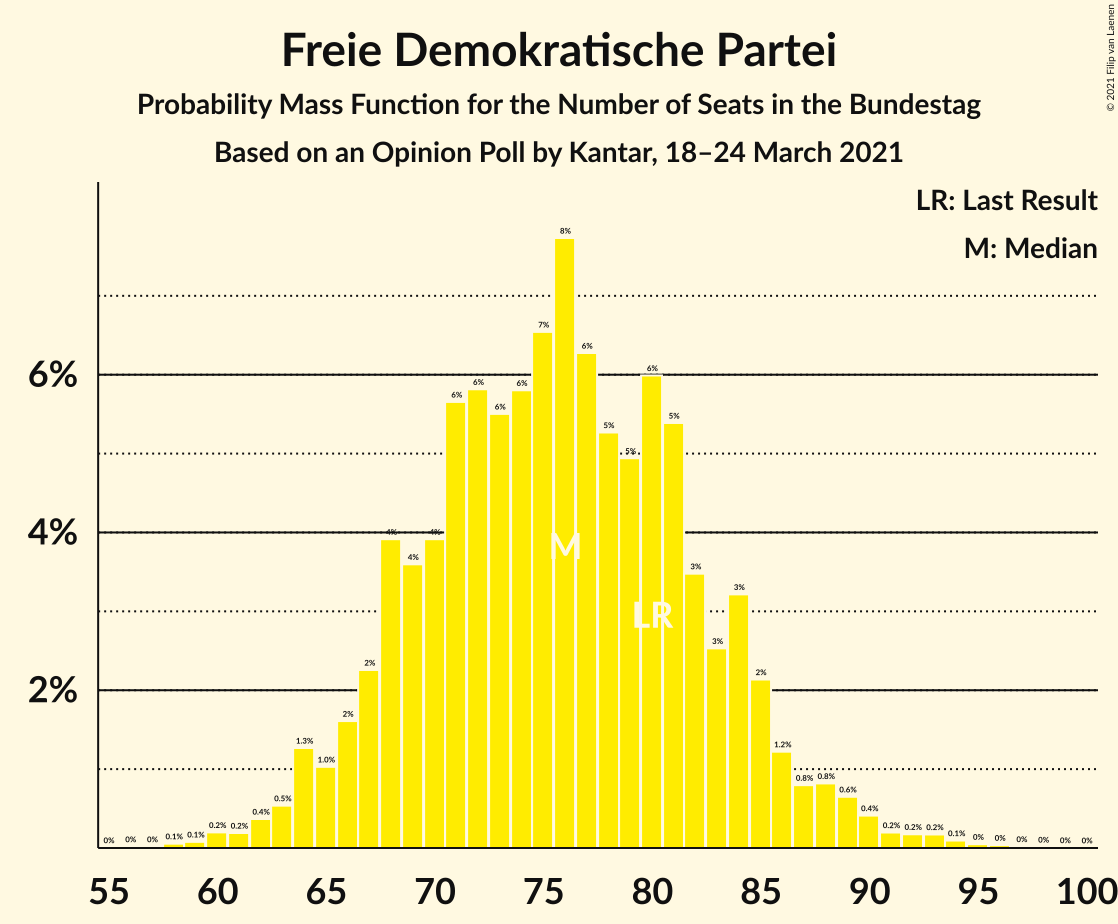 © 2021 Filip van Laenen
Freie Demokratische Partei
Probability Mass Function for the Number of Seats in the Bundestag
Based on an Opinion Poll by Kantar, 18–24 March 2021
LR: Last Result
M: Median
6%
4%
2%
0% 0% 0% 0.1% 0.1% 0.2% 0.2% 0.4% 0.5% 1.3% 1.0% 2% 2% 4% 4% 4% 6% 6% 6% 6% 7% 8% 6% 5% 5% 6% 5% 3% 3% 3% 2% 1.2% 0.8% 0.8% 0.6% 0.4% 0.2% 0.2% 0.2% 0.1% 0% 0% 0% 0% 0% 0%
M
LR
55 60 65 70 75 80 85 90 95 100